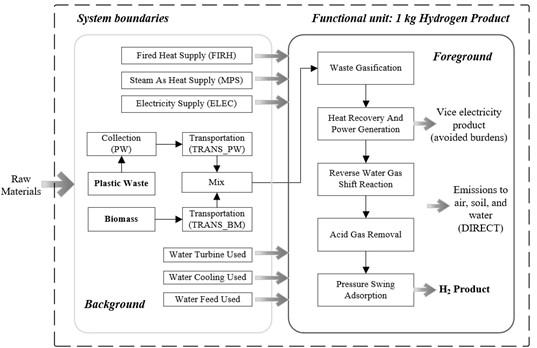 System boundaries
Functional unit: 1 kg Hydrogen Product
Fired Heat Supply (FIRH)
Steam As Heat Supply (MPS)
Electricity Supply (ELEC)
Collection
(PW)
Transportation
(TRANS_PW)
Plastic Waste
Mix
Biomass
Transportation
(TRANS_BM)
Raw
Materials
Water Turbine Used
Water Cooling Used
Water Feed Used
Background
Foreground
Waste Gasification
Heat Recovery And
Power Generation
Reverse Water Gas
Shift Reaction
Acid Gas Removal
Pressure Swing
Adsorption
Vice electricity
product
(avoided burdens)
Emissions to
air, soil, and
water
(DIRECT)
H₂ Product